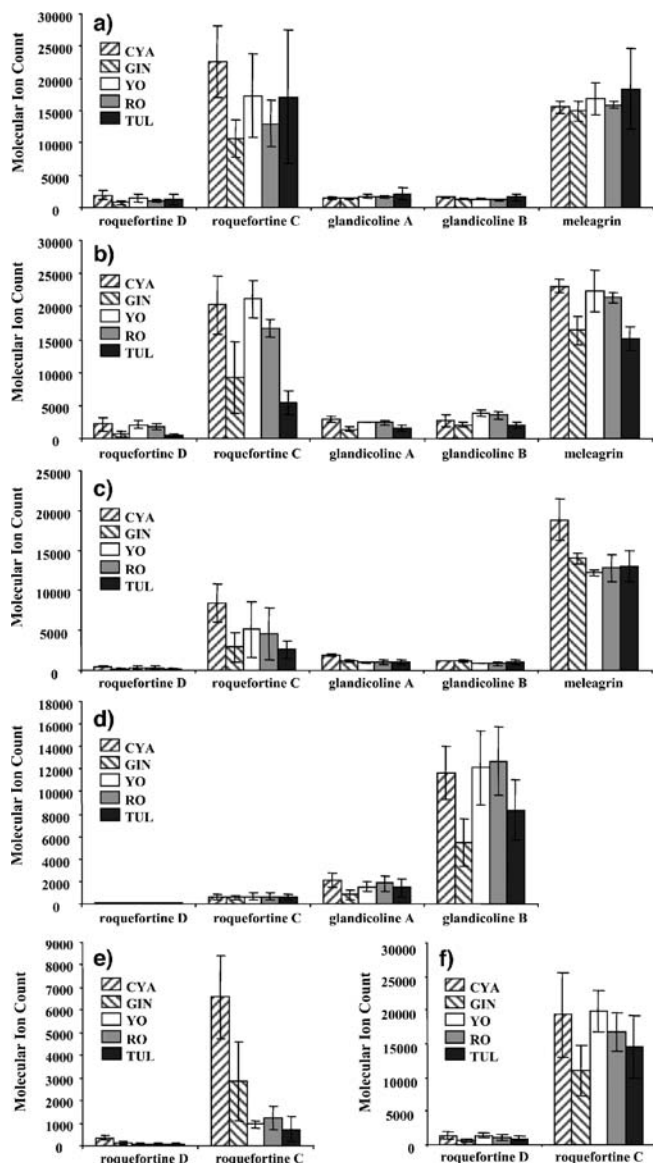 a)
Molecular Ion Count
30000
25000
20000
15000
10000
5000
0
CYA
GIN
YO
RO
TUL
roquefortine D roquefortine C glandicoline A glandicoline B meleagrin
b)
Molecular Ion Count
30000
25000
20000
15000
10000
5000
0
CYA
GIN
YO
RO
TUL
roquefortine D roquefortine C glandicoline A glandicoline B meleagrin
c)
Molecular Ion Count
25000
20000
15000
10000
5000
0
CYA
GIN
YO
RO
TUL
roquefortine D roquefortine C glandicoline A glandicoline B meleagrin
d)
Molecular Ion Count
18000
16000
14000
12000
10000
8000
6000
4000
2000
0
CYA
GIN
YO
RO
TUL
roquefortine D roquefortine C glandicoline A glandicoline B
e)
Molecular Ion Count
9000
8000
7000
6000
5000
4000
3000
2000
1000
0
CYA
GIN
YO
RO
TUL
roquefortine D roquefortine C
f)
Molecular Ion Count
30000
25000
20000
15000
10000
5000
0
CYA
GIN
YO
RO
TUL
roquefortine D roquefortine C